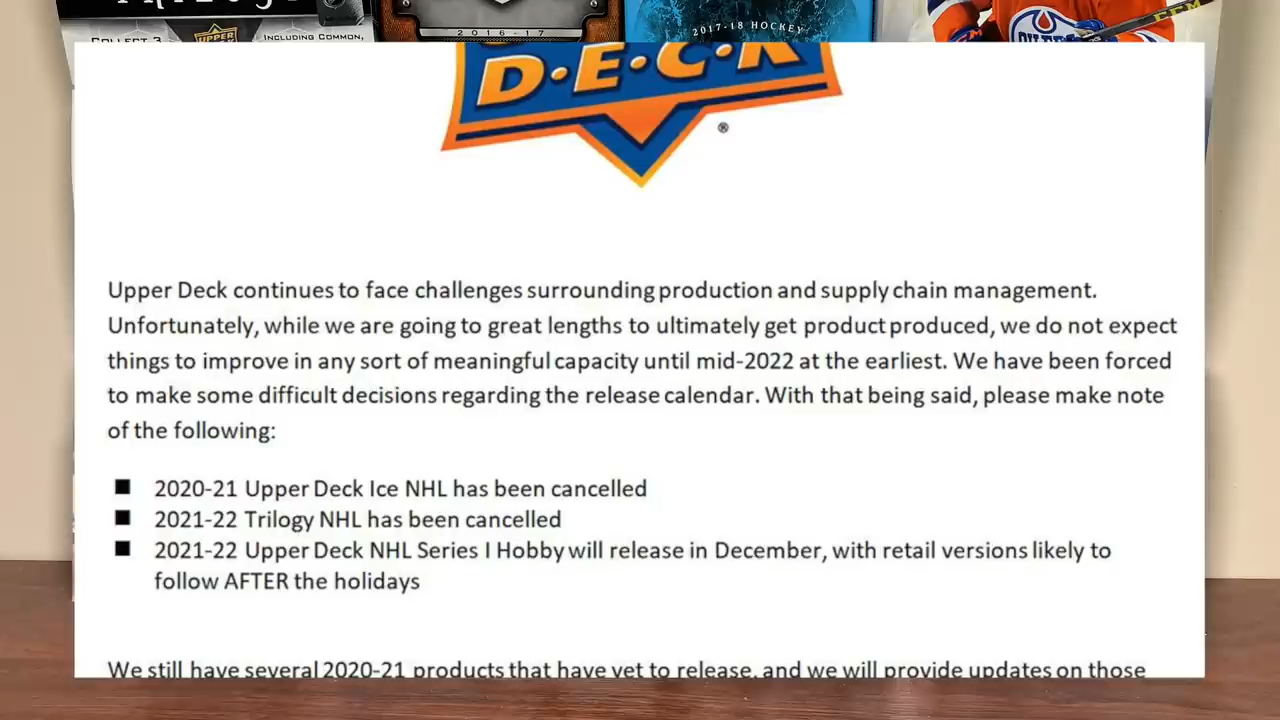 COLLECT 3
UPPER
INCLUDING COMMON,
2016-17
2017-18 HOCKEY
CCM
D·E·C·K
®
Upper Deck continues to face challenges surrounding production and supply chain management.
Unfortunately, while we are going to great lengths to ultimately get product produced, we do not expect
things to improve in any sort of meaningful capacity until mid-2022 at the earliest. We have been forced
to make some difficult decisions regarding the release calendar. With that being said, please make note
of the following:
■ 2020-21 Upper Deck Ice NHL has been cancelled
■ 2021-22 Trilogy NHL has been cancelled
■ 2021-22 Upper Deck NHL Series I Hobby will release in December, with retail versions likely to
follow AFTER the holidays
We still have several 2020-21 products that have yet to release, and we will provide updates on those